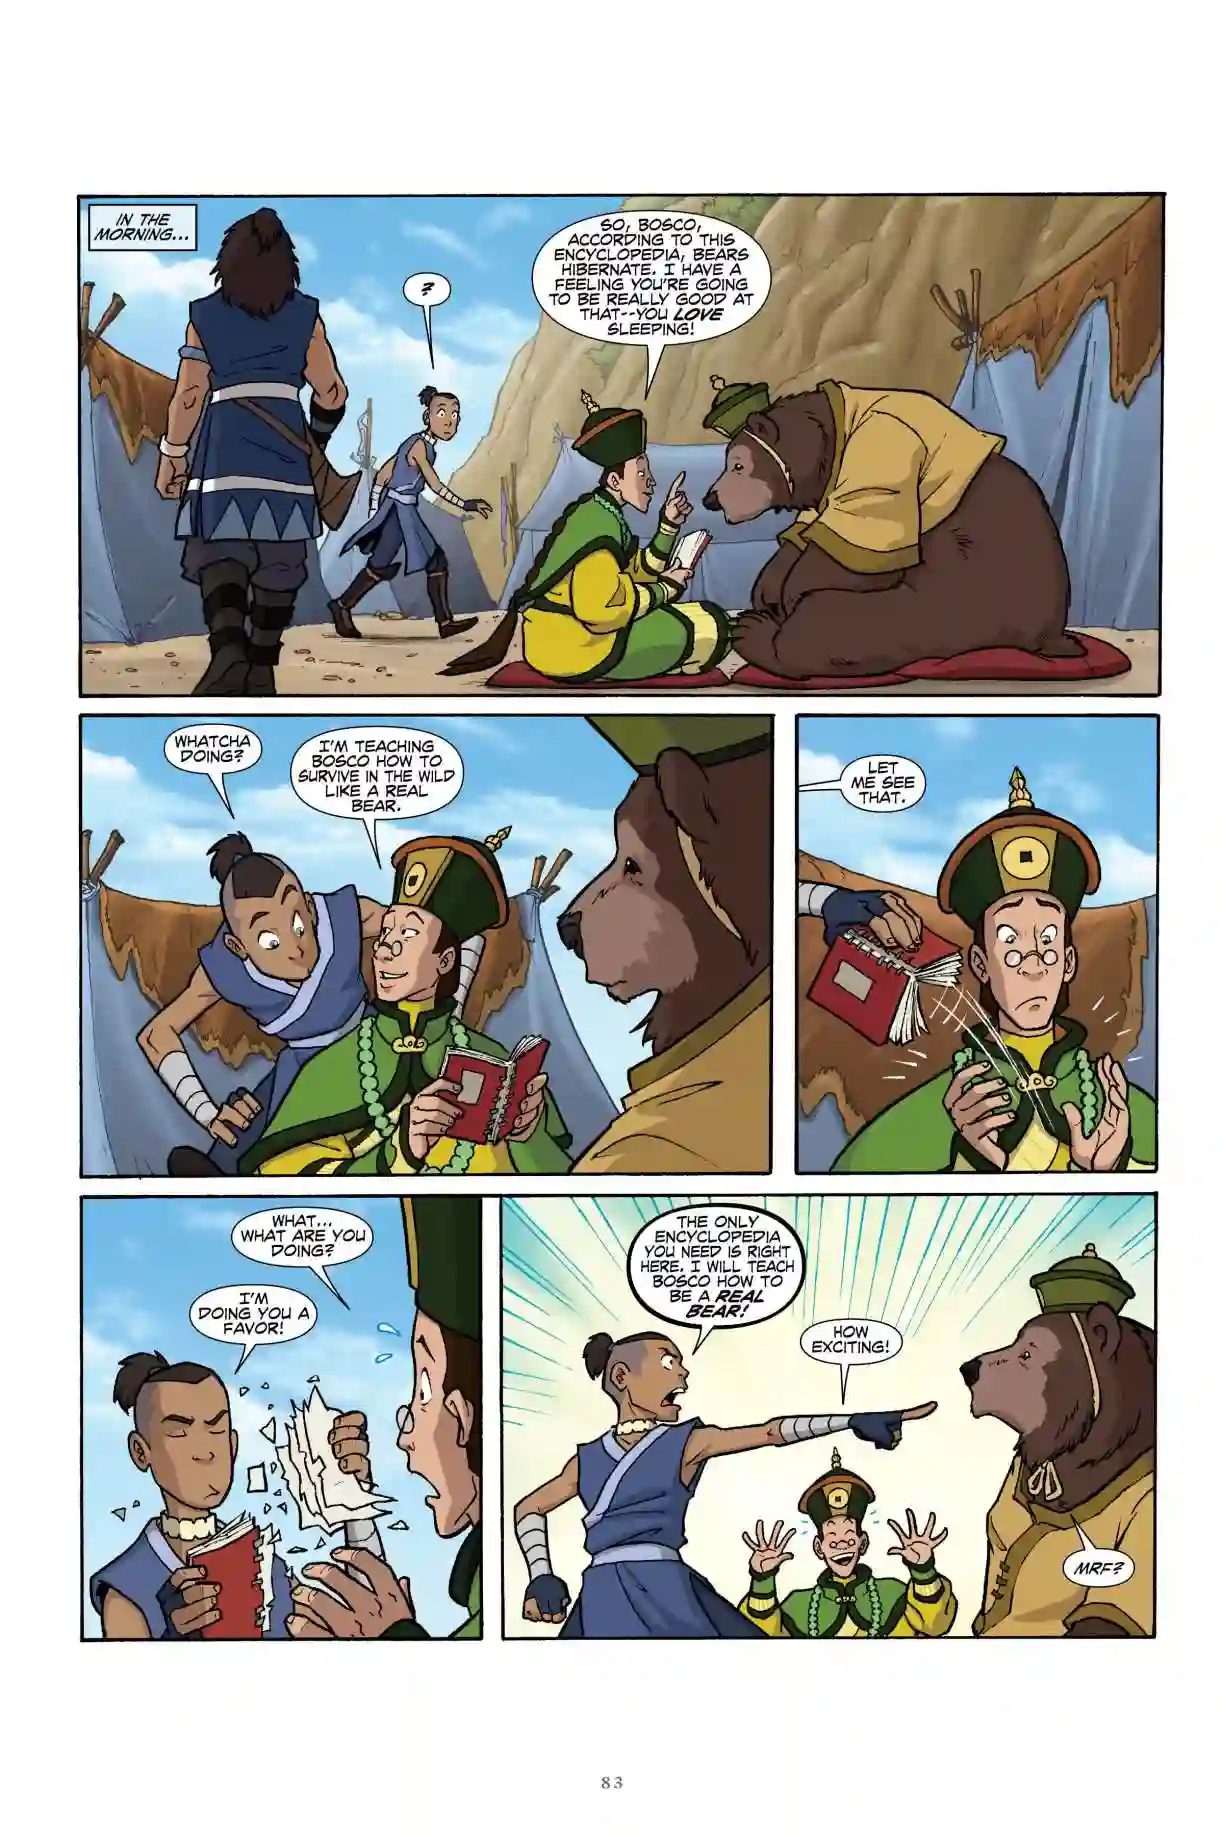 IN THE
MORNING...
?
SO, BOSCO,
ACCORDING TO THIS
ENCYCLOPEDIA, BEARS
HIBERNATE. I HAVE A
FEELING YOU'RE GOING
TO BE REALLY GOOD AT
THAT--YOU LOVE
SLEEPING!
WHATCHA
DOING?
I'M TEACHING
BOSCO HOW TO
SURVIVE IN THE WILD
LIKE A REAL
BEAR.
LET
ME SEE
THAT.
WHAT...
WHAT ARE YOU
DOING?
I'M
DOING YOU A
FAVOR!
THE ONLY
ENCYCLOPEDIA
YOU NEED IS RIGHT
HERE. I WILL TEACH
BOSCO HOW TO
BE A REAL
BEAR!
HOW
EXCITING!
MRF?
83